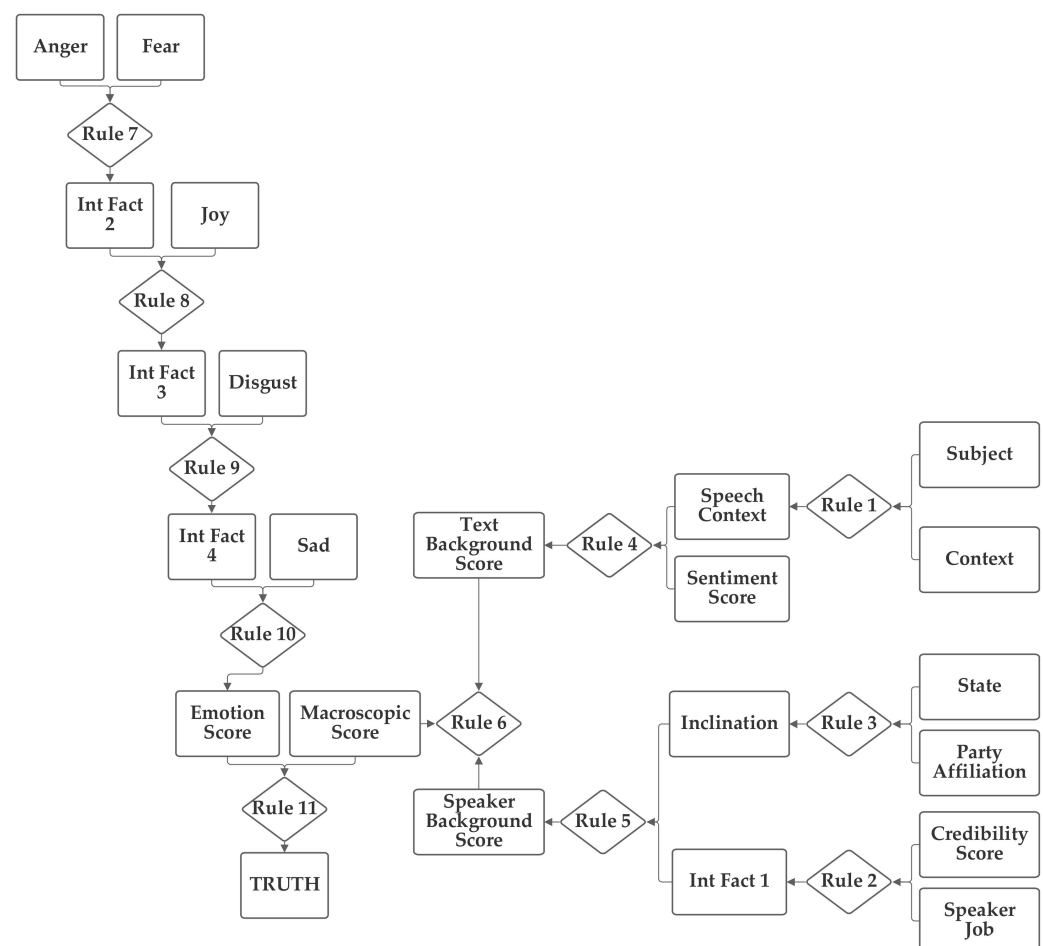 Anger
Fear
Rule 7
Int Fact
2
Joy
Rule 8
Int Fact
3
Disgust
Rule 9
Int Fact
4
Sad
Rule 10
Emotion
Score
Macroscopic
Score
Rule 11
TRUTH
Text
Background
Score
Rule 4
Speech
Context
Rule 1
Subject
Context
Sentiment
Score
Rule 6
Inclination
Rule 3
State
Party
Affiliation
Speaker
Background
Score
Rule 5
Int Fact 1
Rule 2
Credibility
Score
Speaker
Job